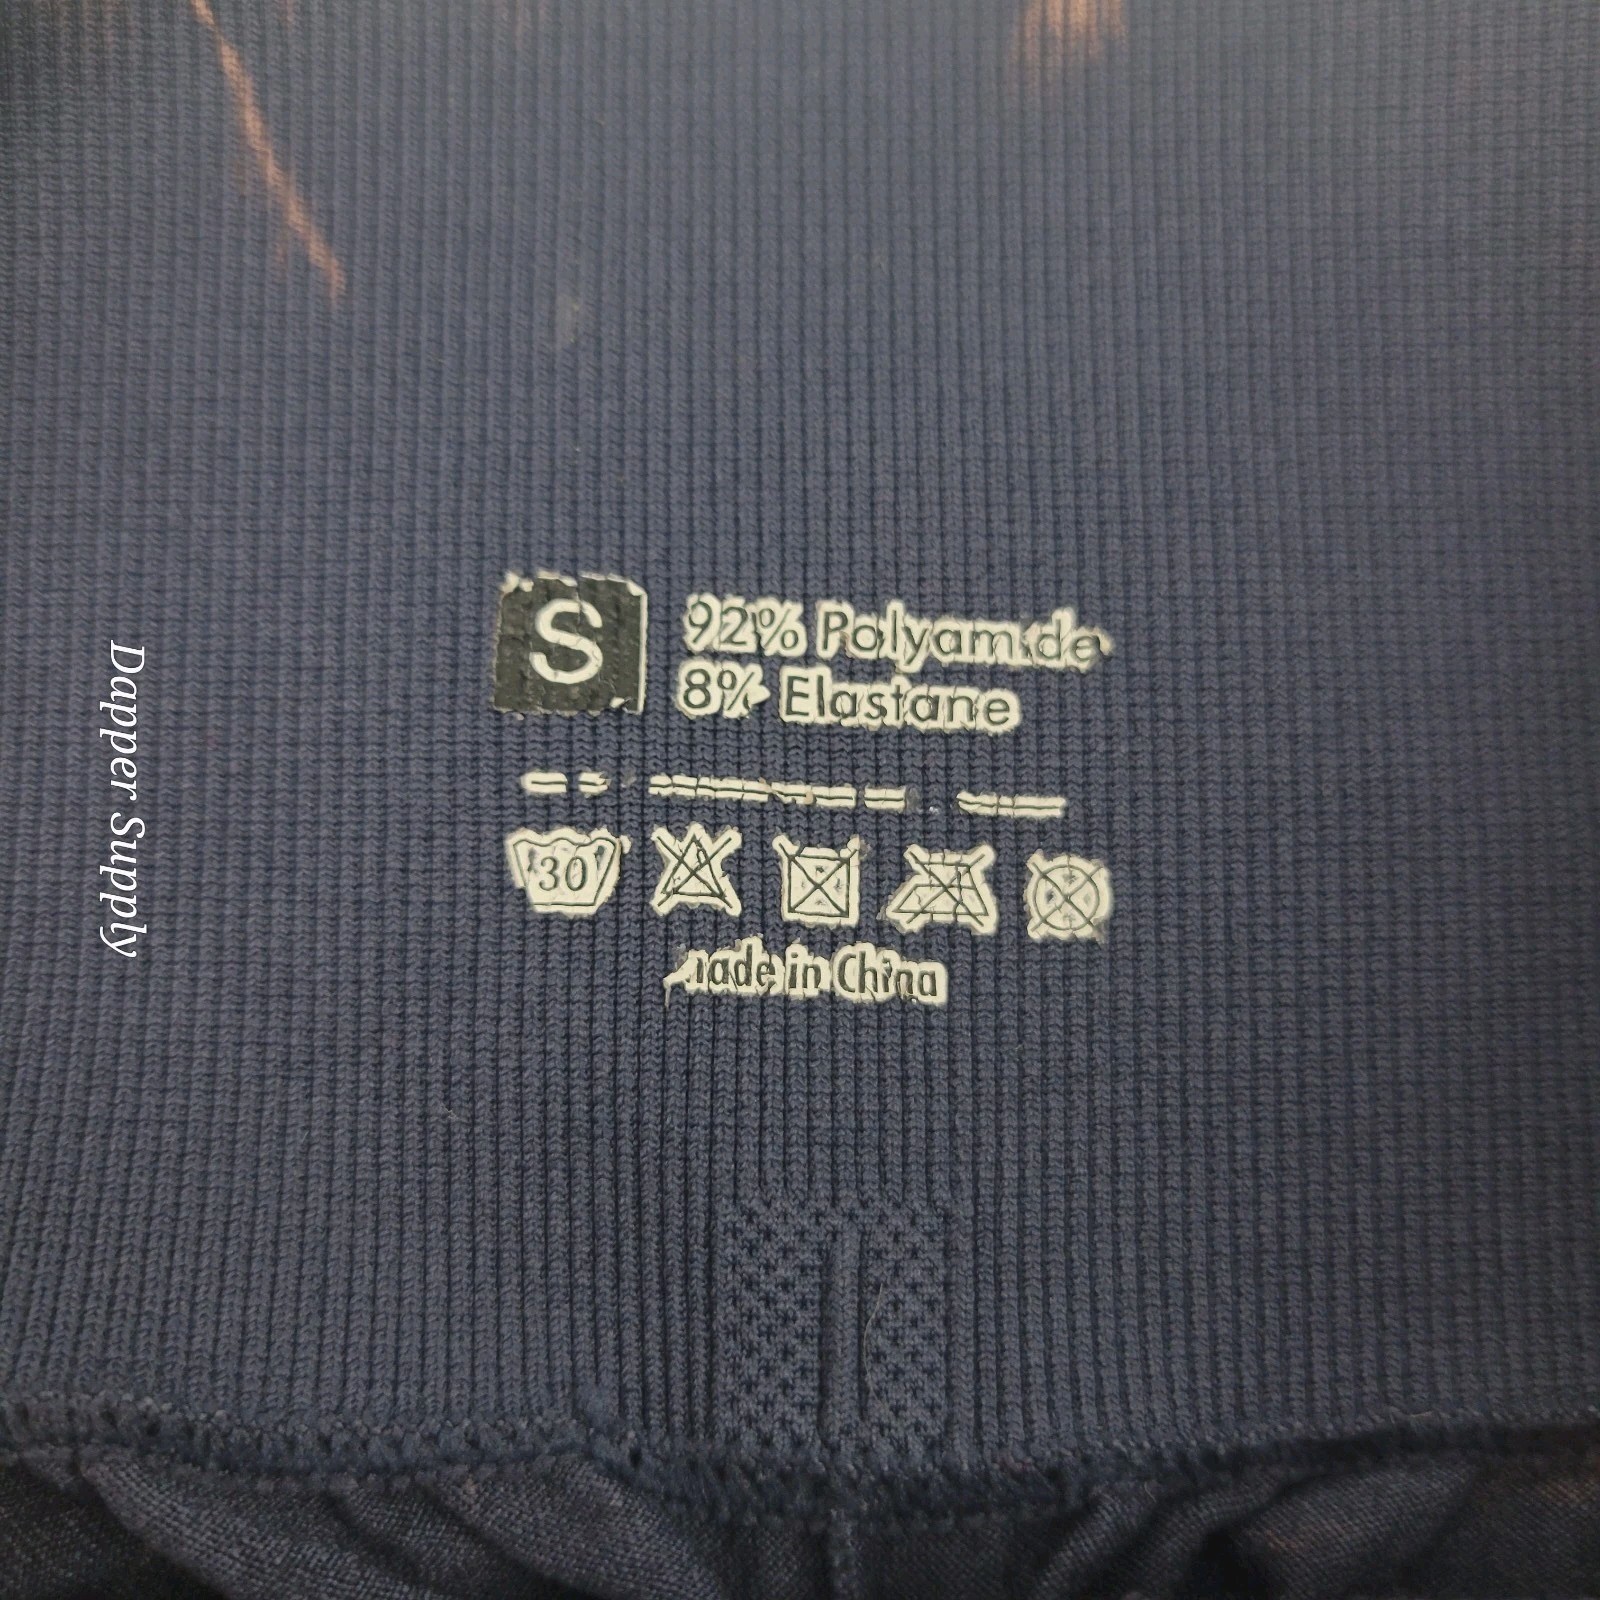 S
92% Polyamide
8% Elastane
30
made in China
Dapper Supply